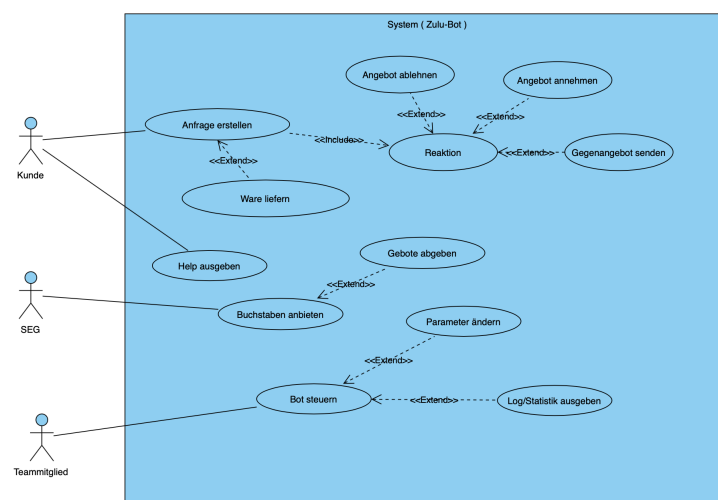 System ( Zulu-Bot )
Angebot ablehnen
Angebot annehmen
<<Extend>>
<<Extend>>
Anfrage erstellen
<<Include>>
Reaktion
<<Extend>>
Gegenangebot senden
<<Extend>>
Kunde
Ware liefern
Gebote abgeben
Help ausgeben
<<Extend>>
Buchstaben anbieten
SEG
Parameter ändern
<<Extend>>
Bot steuern
<<Extend>>
Log/Statistik ausgeben
Teammitglied